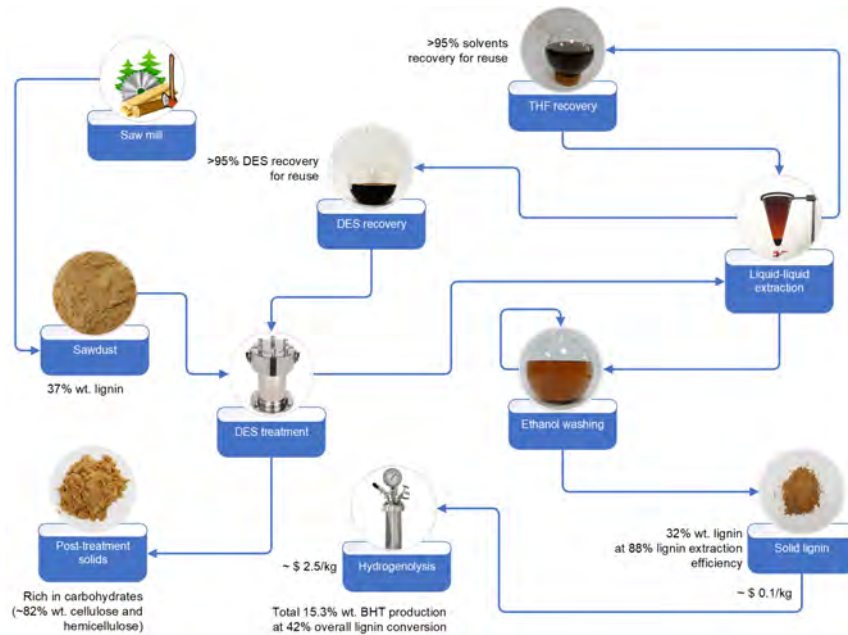 >95% solvents
recovery for reuse
THF recovery
Saw mill
>95% DES recovery
for reuse
DES recovery
Liquid-liquid
extraction
Sawdust
37% wt. lignin
DES treatment
Ethanol washing
Post-treatment
solids
Rich in carbohydrates
(~82% wt. cellulose and
hemicellulose)
~ $ 2.5/kg
Hydrogenolysis
Total 15.3% wt. BHT production
at 42% overall lignin conversion
32% wt. lignin
at 88% lignin extraction
efficiency
Solid lignin
~ $ 0.1/kg